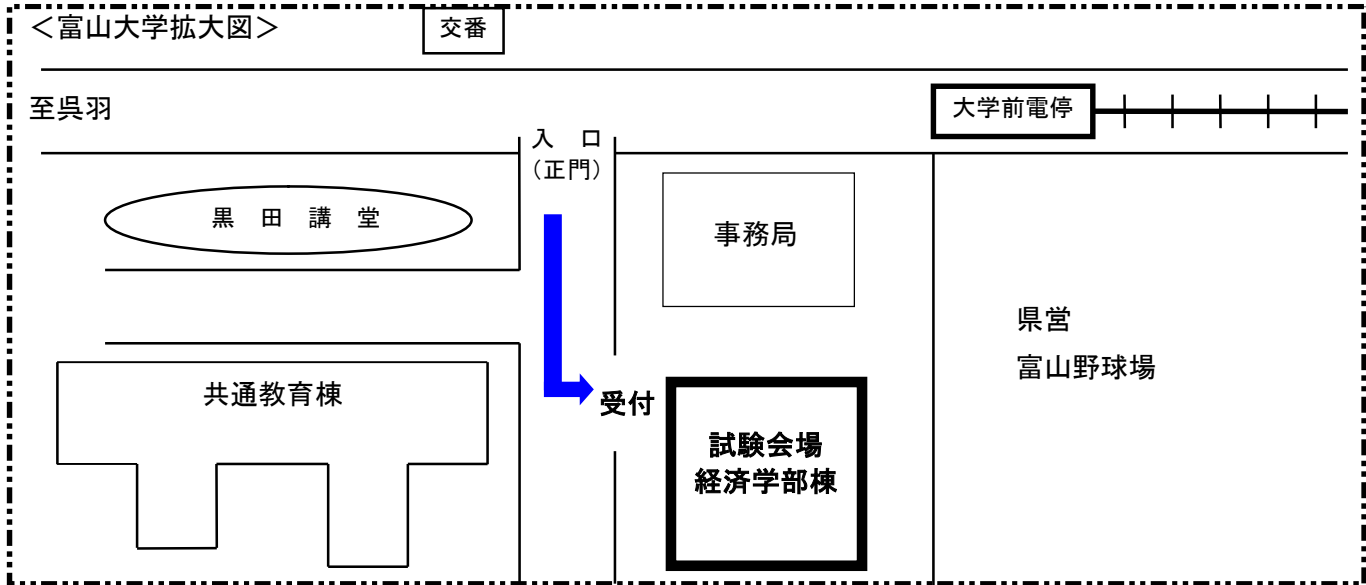 <富山大学拡大図>
交番
至呉羽
大学前電停
入 口
(正門)
黒 田 講 堂
事務局
県営
富山野球場
共通教育棟
受付
試験会場
経済学部棟